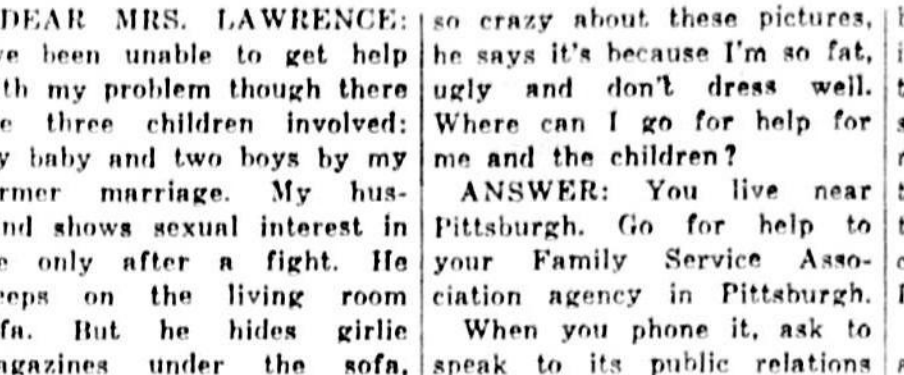 DEAR MRS. LAWRENCE:
've been unable to get help
th my problem though there
e three children involved:
y baby and two boys by my
rmer marriage. My hus-
nd shows sexual interest in
e only after a fight. He
eeps on the living room
fa. But he hides girlie
agazines under the sofa.
so crazy about these pictures,
he says it's because I'm so fat,
ugly and don't dress well.
Where can I go for help for
me and the children?
ANSWER: You live near
Pittsburgh. Go for help to
your Family Service Asso-
ciation agency in Pittsburgh.
When you phone it, ask to
speak to its public relations